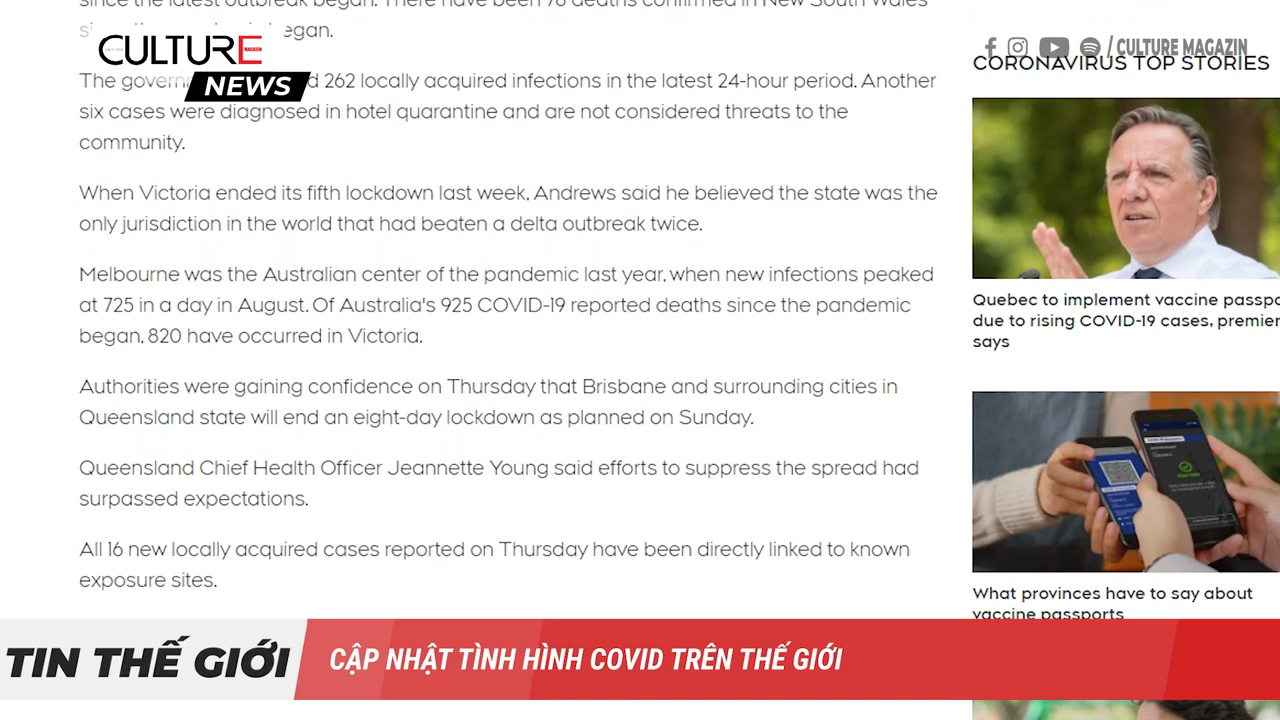 since the latest outbreak began. There have been 78 deaths confirmed in New South Wales
began.
CULTURE
MAGAZIN
NEWS
The 262 locally acquired infections in the latest 24-hour period. Another
six cases were diagnosed in hotel quarantine and are not considered threats to the
community.
When Victoria ended its fifth lockdown last week, Andrews said he believed the state was the
only jurisdiction in the world that had beaten a delta outbreak twice.
Melbourne was the Australian center of the pandemic last year, when new infections peaked
at 725 in a day in August. Of Australia's 925 COVID-19 reported deaths since the pandemic
began, 820 have occurred in Victoria.
Authorities were gaining confidence on Thursday that Brisbane and surrounding cities in
Queensland state will end an eight-day lockdown as planned on Sunday.
Queensland Chief Health Officer Jeannette Young said efforts to suppress the spread had
surpassed expectations.
All 16 new locally acquired cases reported on Thursday have been directly linked to known
exposure sites.
/ CULTURE MAGAZIN
CORONAVIRUS TOP STORIES
Quebec to implement vaccine
due to rising COVID-19 cases, premier
says
What provinces have to say about
vaccine passports
TIN THẾ GIỚI
CẬP NHẬT TÌNH HÌNH COVID TRÊN THẾ GIỚI